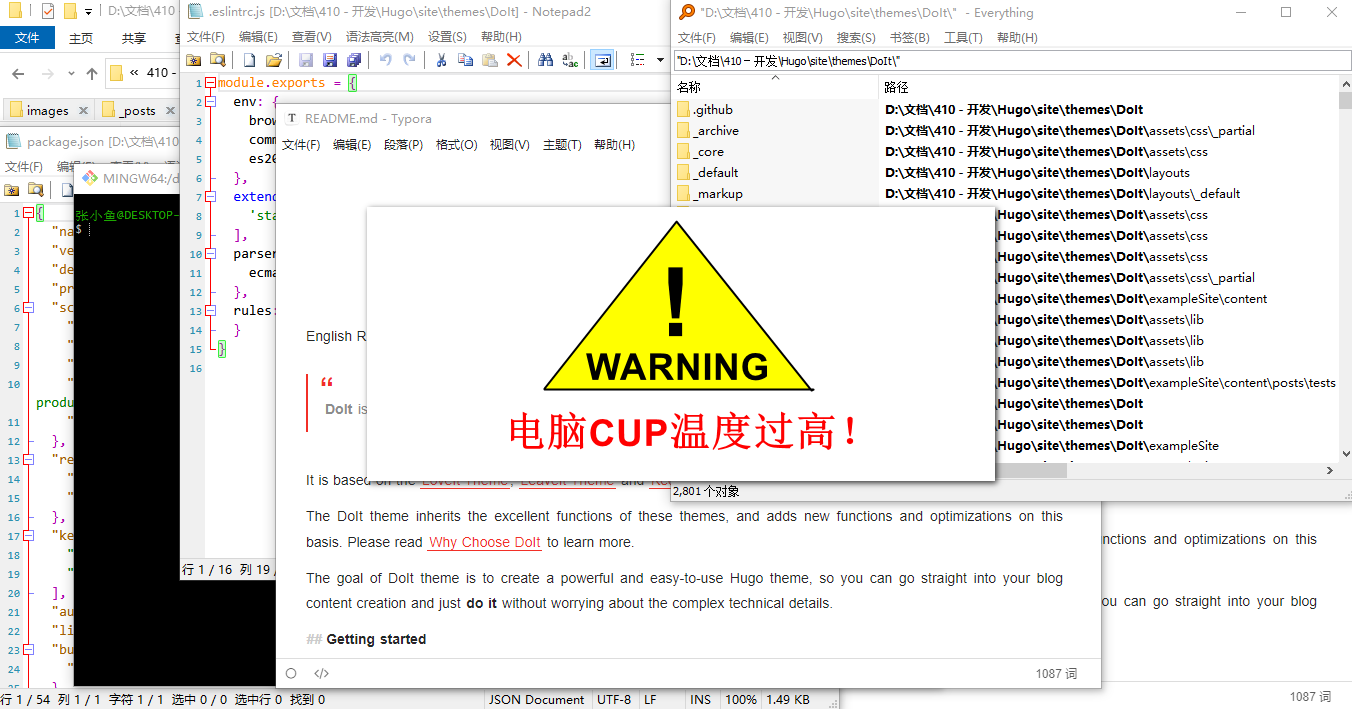 D:\文档\410
文件
主页
共享
« 410 -
images
_posts
package.json [D:\文档\410
文件(F)
1 {
2 "na
3 "ve
4 "de
5 "pr
6 "sc
7 "
8 "
9 "
10 "
produ
11 "
12 },
13 "re
14 "
15 "
16 },
17 "ke
18 "
19 "
20 ],
21 "au
22 "li
23 "bu
24 "
行 1 / 54 列 1 / 1 字符 1 / 1 选中 0 / 0 选中行 0 找到 0
JSON Document UTF-8 LF INS 100% 1.49 KB
MINGW64:/d
张小鱼@DESKTOP-
$
.eslintrc.js [D:\文档\410 - 开发\Hugo\site\themes\DoIt] - Notepad2
文件(F) 编辑(E) 查看(V) 语法高亮(M) 设置(S) 帮助(H)
1 module.exports = {
2 env: {
3 brow
4 comm
5 es20
6 },
7 extend
8 'sta
9 ],
10 parser
11 ecma
12 },
13 rules:
14 }
15 }
16
行 1 / 16 列 19
README.md - Typora
文件(F) 编辑(E) 段落(P) 格式(O) 视图(V) 主题(T) 帮助(H)
English R
“
DoIt is
It is based on the LoveIt Theme, LeaveIt Theme and
The DoIt theme inherits the excellent functions of these themes, and adds new functions and optimizations on this
basis. Please read Why Choose DoIt to learn more.
The goal of DoIt theme is to create a powerful and easy-to-use Hugo theme, so you can go straight into your blog
content creation and just do it without worrying about the complex technical details.
## Getting started
</>
1087 词
"D:\文档\410 - 开发\Hugo\site\themes\DoIt\" - Everything
文件(F) 编辑(E) 视图(V) 搜索(S) 书签(B) 工具(T) 帮助(H)
"D:\文档\410 - 开发\Hugo\site\themes\DoIt\"
名称 路径
.github D:\文档\410 - 开发\Hugo\site\themes\DoIt
_archive D:\文档\410 - 开发\Hugo\site\themes\DoIt\assets\css\_partial
_core D:\文档\410 - 开发\Hugo\site\themes\DoIt\assets\css
_default D:\文档\410 - 开发\Hugo\site\themes\DoIt\layouts
_markup D:\文档\410 - 开发\Hugo\site\themes\DoIt\layouts\_default
\Hugo\site\themes\DoIt\assets\css
\Hugo\site\themes\DoIt\assets\css
\Hugo\site\themes\DoIt\assets\css
\Hugo\site\themes\DoIt\assets\css\_partial
\Hugo\site\themes\DoIt\exampleSite\content
\Hugo\site\themes\DoIt\assets\lib
\Hugo\site\themes\DoIt\assets\lib
\Hugo\site\themes\DoIt\assets\lib
\Hugo\site\themes\DoIt\exampleSite\content\posts\tests
\Hugo\site\themes\DoIt
\Hugo\site\themes\DoIt
\Hugo\site\themes\DoIt\exampleSite
2,801 个对象
!
WARNING
电脑CUP温度过高！
nctions and optimizations on this
ou can go straight into your blog
1087 词